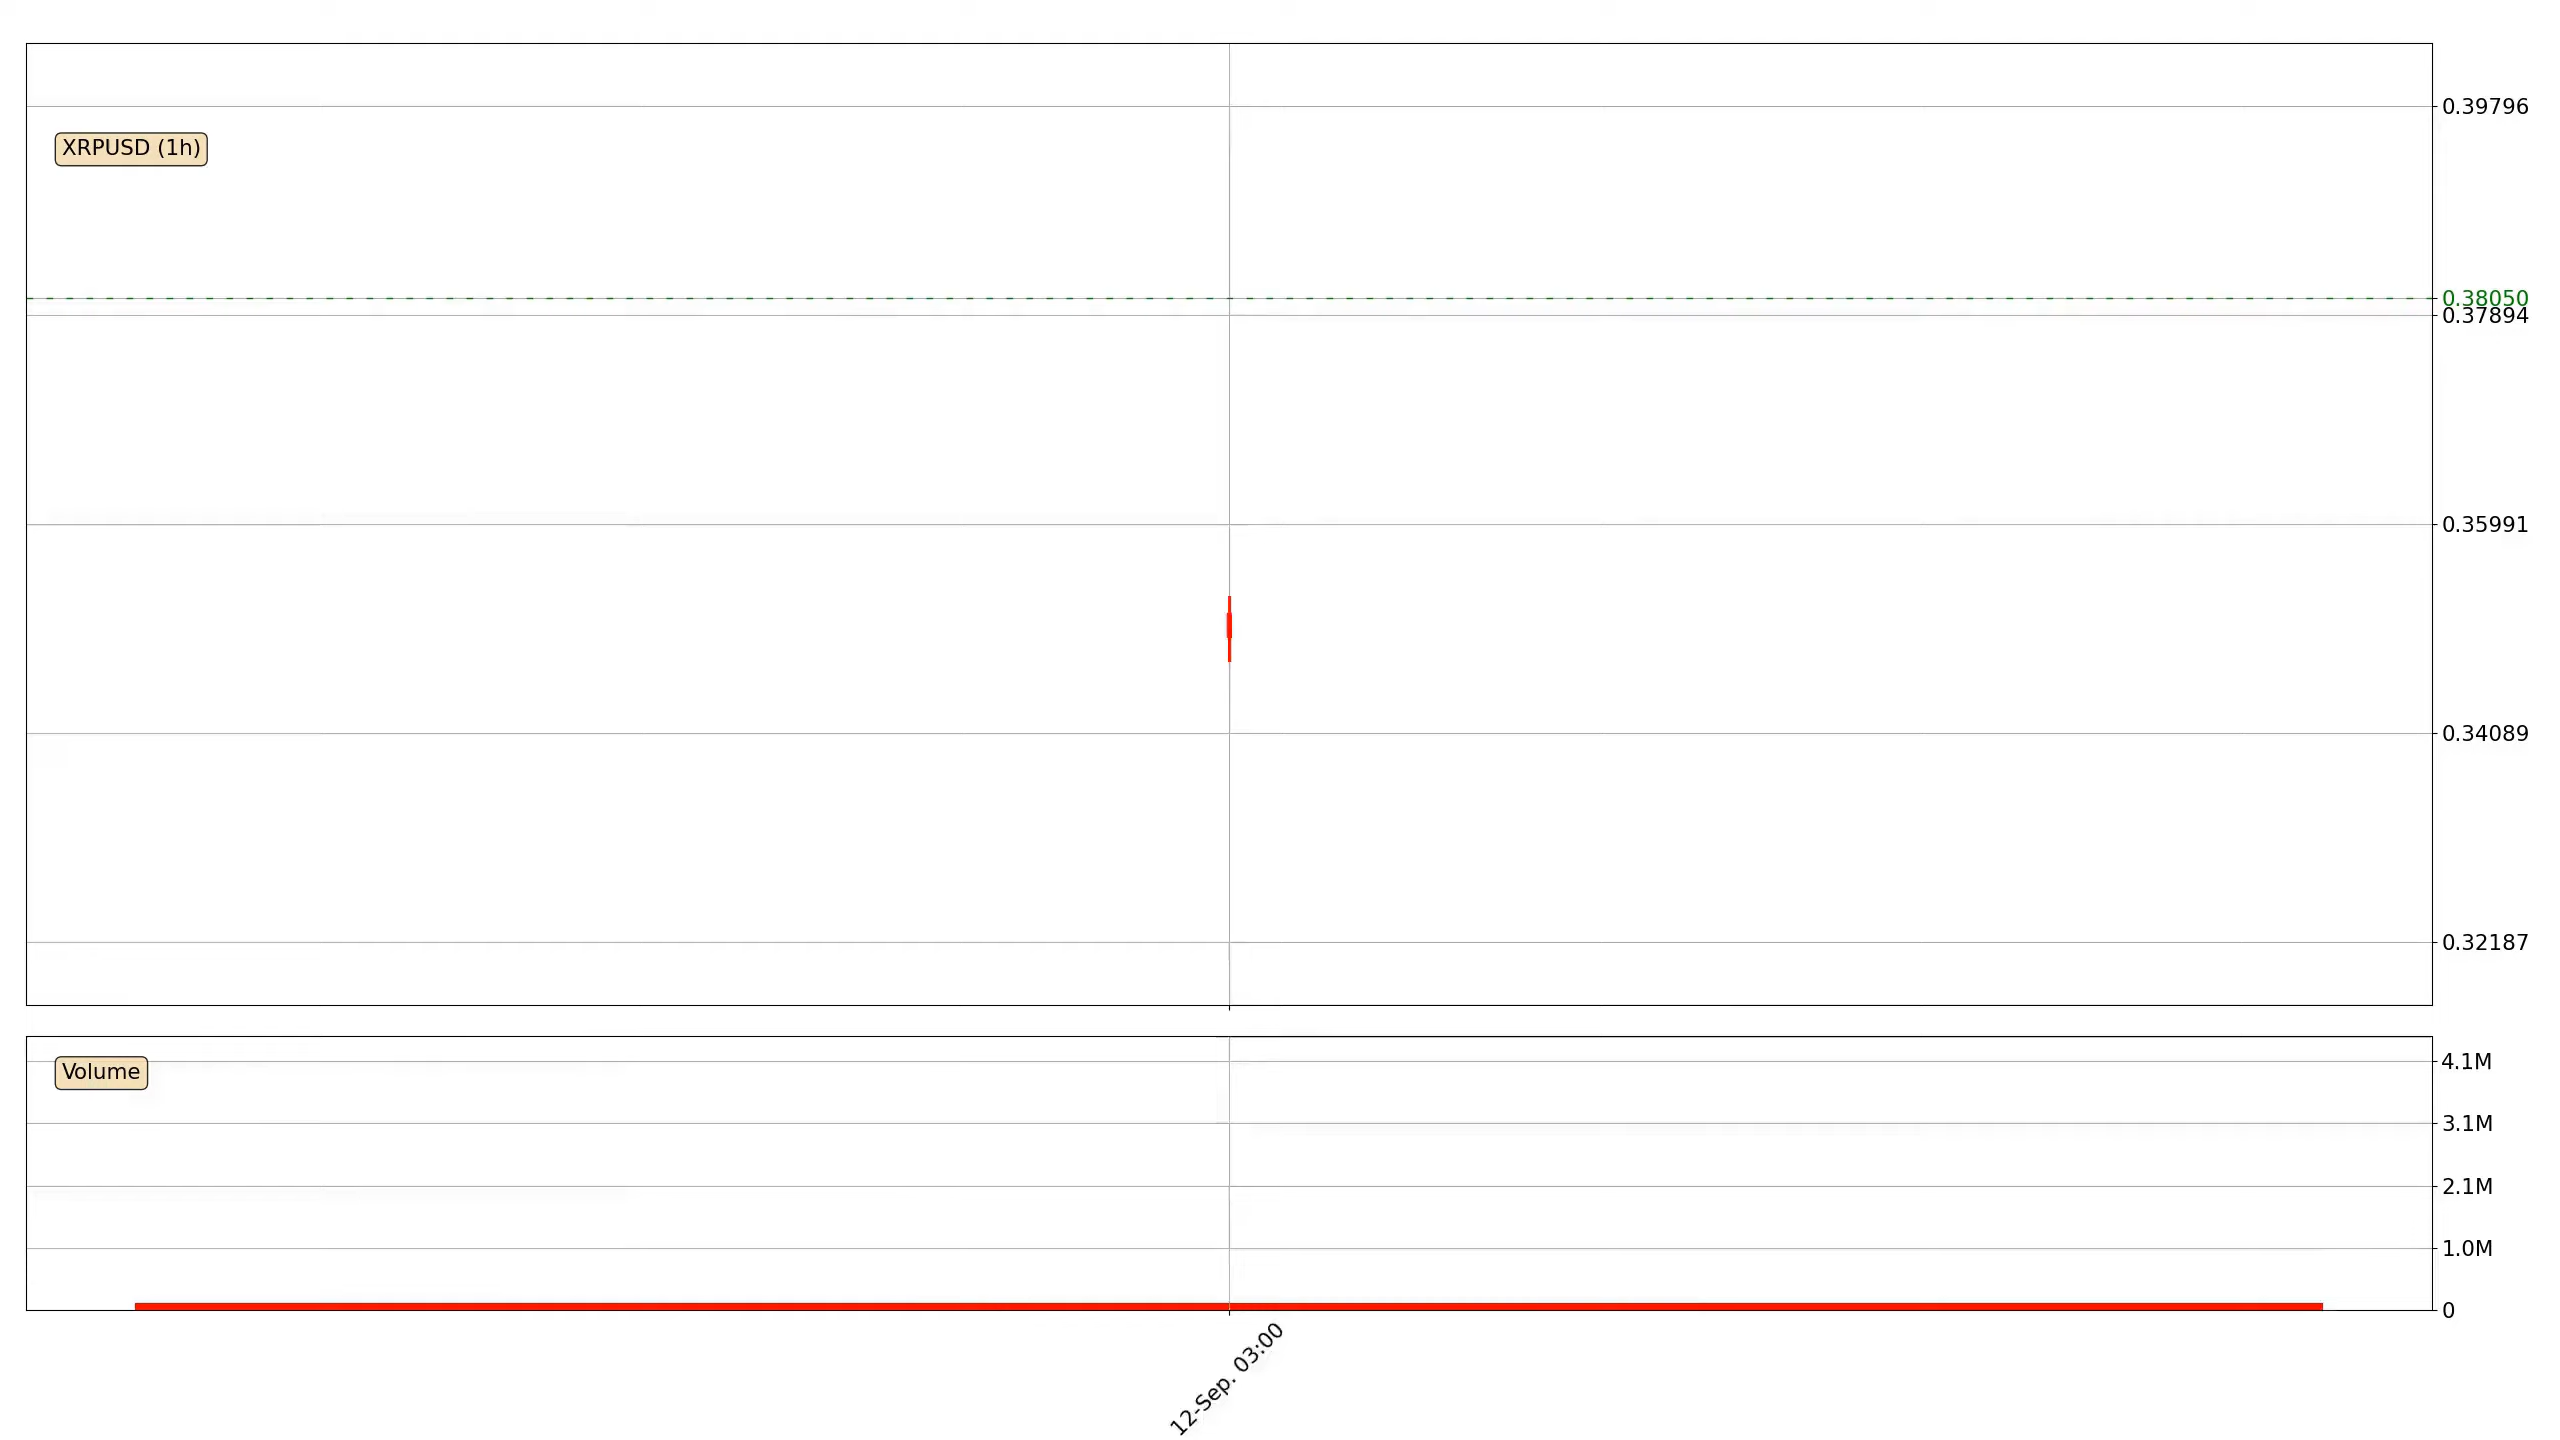 0.39796
XRPUSD (1h)
0.38050
0.37894
0.35991
0.34089
0.32187
Volume
4.1M
3.1M
2.1M
1.0M
0
12-Sep. 03:00